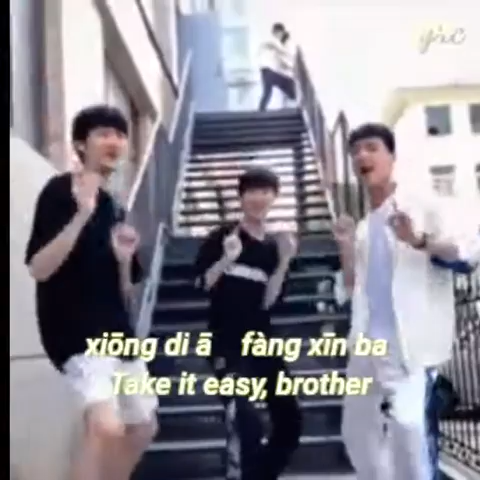 xiōng di ā fàng xīn ba
Take it easy, brother